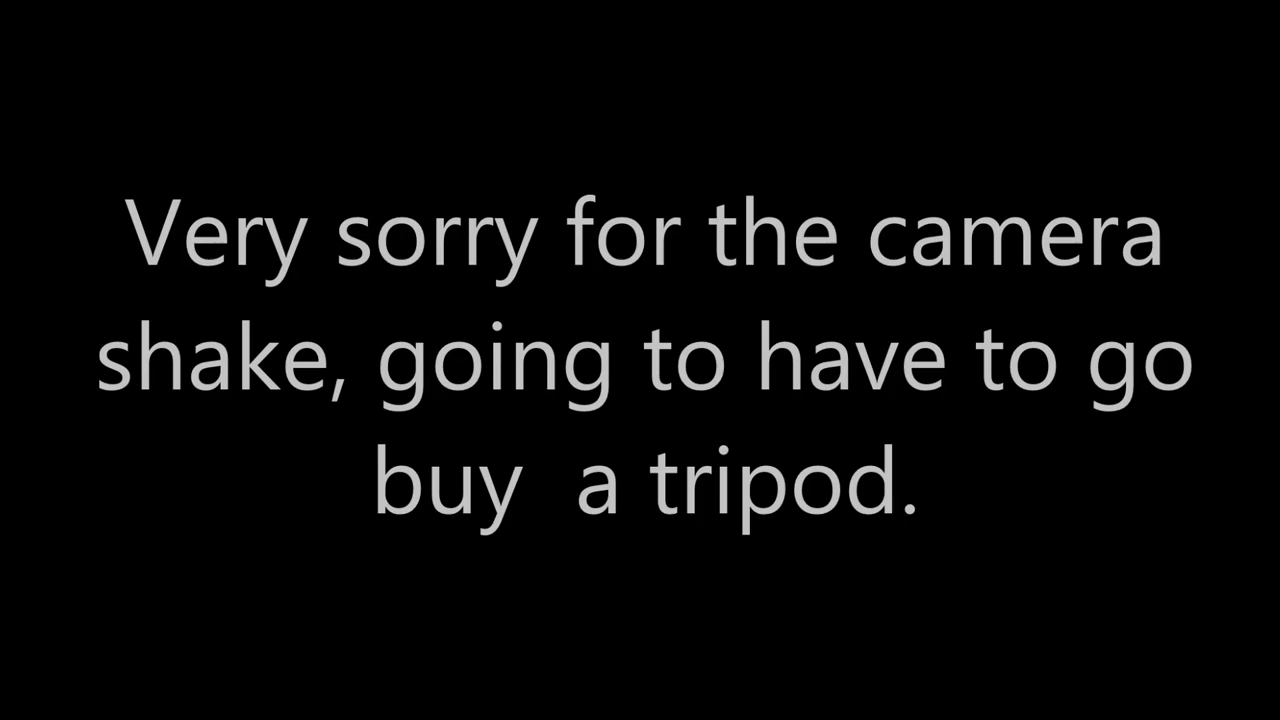 Very sorry for the camera
shake, going to have to go
buy  a tripod.